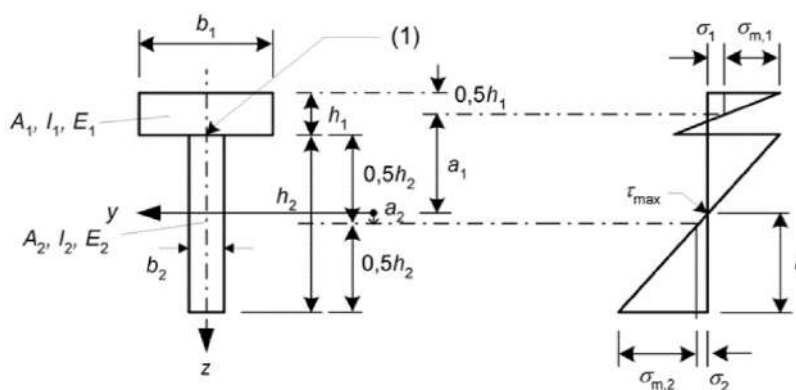 b₁
(1)
σ₁
σm,1
A₁, I₁, E₁
h₁
0,5h₁
a₁
0,5h₂
h₂
y
a₂
τmax
A₂, I₂, E₂
b₂
0,5h₂
z
σm,2
σ₂